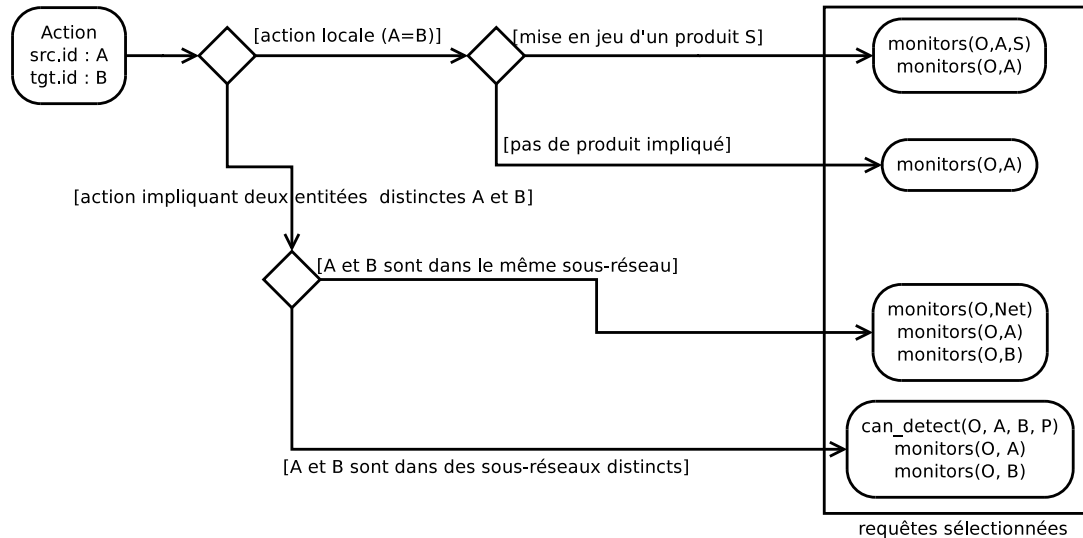 Action
src.id : A
tgt.id : B
[action locale (A=B)]
[mise en jeu d'un produit S]
monitors(O,A,S)
monitors(O,A)
[pas de produit impliqué]
monitors(O,A)
[action impliquant deux entitées  distinctes A et B]
[A et B sont dans le même sous-réseau]
monitors(O,Net)
monitors(O,A)
monitors(O,B)
can_detect(O, A, B, P)
monitors(O, A)
monitors(O, B)
[A et B sont dans des sous-réseaux distincts]
requêtes sélectionnées